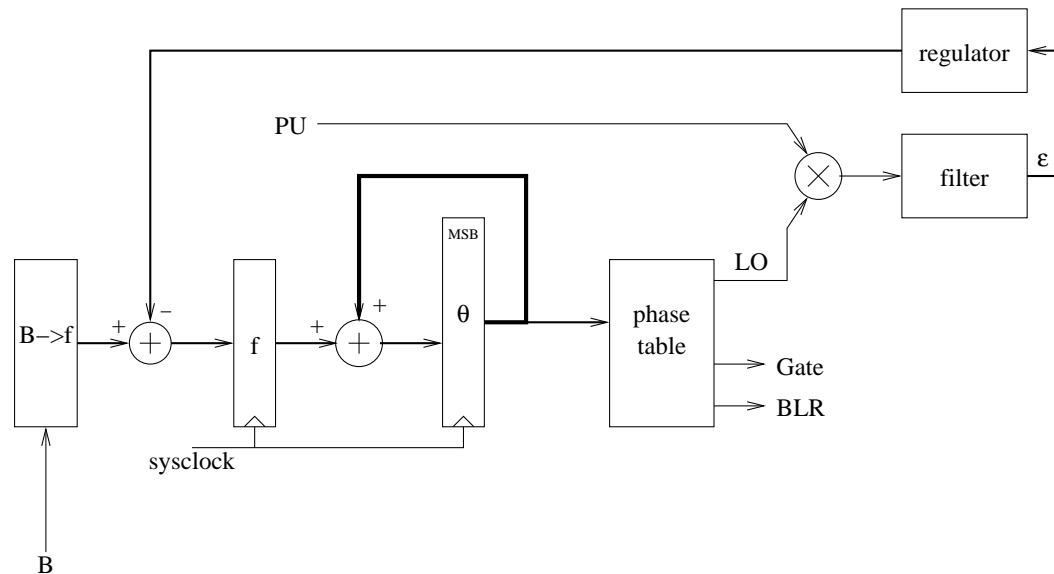 regulator
PU
ε
filter
MSB
LO
B−>f
+
−
+
f
+
+
+
θ
phase
table
Gate
BLR
sysclock
B